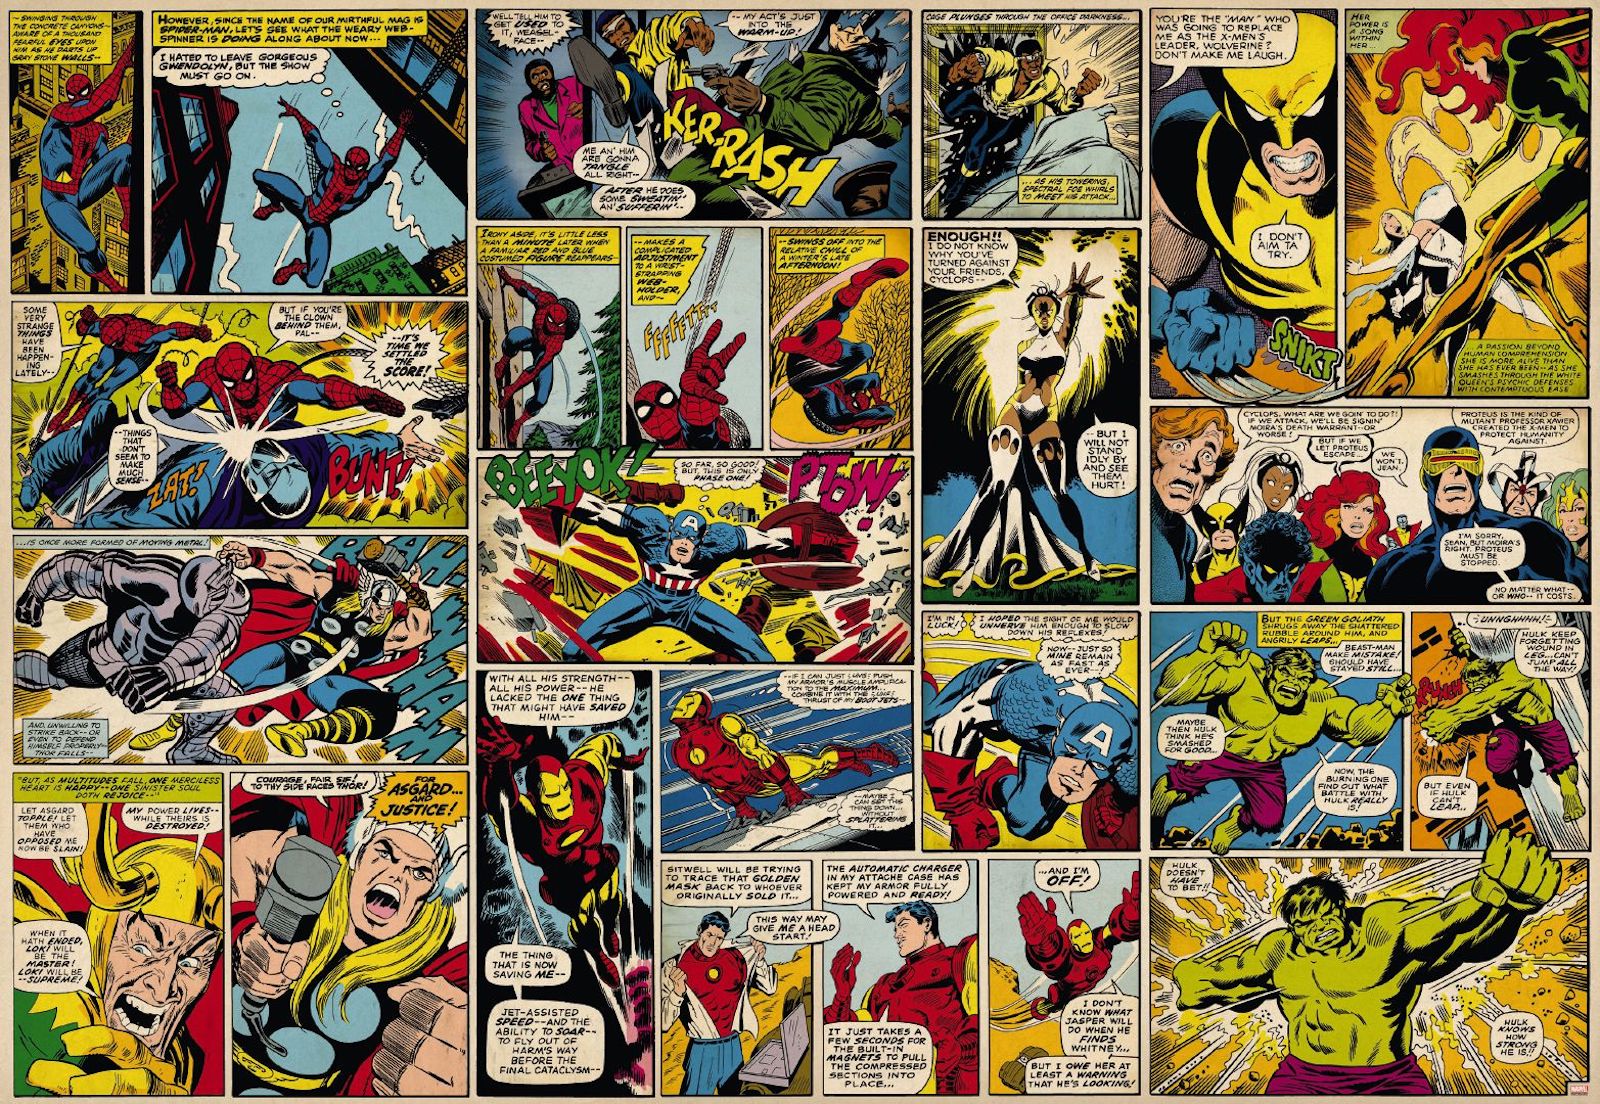 --SWINGING THROUGH
THE CONCRETE CANYONS--
AWARE OF A THOUSAND
FEARFUL EYES UPON
HIM AS HE DARTS UP
GRAY STONE WALLS--
HOWEVER, SINCE THE NAME OF OUR MIRTHFUL MAG IS
SPIDER-MAN, LET'S SEE WHAT THE WEARY WEB-
SPINNER IS DOING ALONG ABOUT NOW...
I HATED TO LEAVE GORGEOUS
GWENDOLYN, BUT THE SHOW
MUST GO ON.
WELL, TELL HIM TO
GET USED TO
IT, WEASEL-
FACE--
--MY ACT'S JUST
INTO THE
WARM-UP!
KER-RASH
ME AN' HIM
ARE GONNA
TANGLE
ALL RIGHT--
AFTER HE DOES
SOME SWEATIN'
AN' SUFFERIN'--
CAGE PLUNGES THROUGH THE OFFICE DARKNESS...
...AS HIS TOWERING,
SPECTRAL FOE WHIRLS
TO MEET HIS ATTACK...
YOU'RE THE "MAN" WHO
WAS GOING TO REPLACE
ME AS THE X-MEN'S
LEADER, WOLVERINE?
DON'T MAKE ME LAUGH.
I DON'T
AIM TA
TRY.
SNIKT
HER
POWER IS
A SONG
WITHIN
HER...
A PASSION BEYOND
HUMAN COMPREHENSION
SHE IS MORE ALIVE THAN
SHE HAS EVER BEEN--AS SHE
SMASHES THROUGH THE WHITE
QUEEN'S PSYCHIC DEFENSES
WITH CONTEMPTUOUS EASE
SOME
VERY
STRANGE
THINGS
HAVE
BEEN
HAPPEN-
ING
LATELY--
BUT IF YOU'RE
THE CLOWN
BEHIND THEM,
PAL--
--IT'S
TIME WE
SETTLED
THE
SCORE!
--THINGS
THAT
DON'T
SEEM TO
MAKE
MUCH
SENSE--
ZAT!
BUNT!
IRONY ASIDE, IT'S LITTLE LESS
THAN A MINUTE LATER WHEN
A FAMILIAR RED AND BLUE
COSTUMED FIGURE REAPPEARS--
--MAKES A
COMPLICATED
ADJUSTMENT
TO A WRIST-
STRAPPING
WEB-
HOLDER,
AND--
--SWINGS OFF INTO THE
RELATIVE CHILL OF
A WINTER'S LATE
AFTERNOON!
ENOUGH!!
I DO NOT KNOW
WHY YOU'VE
TURNED AGAINST
YOUR FRIENDS,
CYCLOPS--
--BUT I
WILL NOT
STAND
IDLY BY
AND SEE
THEM
HURT!
CYCLOPS, WHAT ARE WE GOIN' TO DO?!
IF WE ATTACK, WE'LL BE SIGNIN'
MOIRA'S DEATH WARRANT--OR
WORSE!
BUT IF WE
LET PROTEUS
ESCAPE...
WE
WON'T,
JEAN.
PROTEUS IS THE KIND OF
MUTANT PROFESSOR XAVIER
CREATED THE X-MEN TO
PROTECT HUMANITY
AGAINST.
I'M SORRY,
SEAN, BUT MOIRA'S
RIGHT. PROTEUS
MUST BE
STOPPED.
NO MATTER WHAT--
OR WHO--IT COSTS.
BEEYOK!
SO FAR, SO GOOD!
BUT, THIS IS ONLY
PHASE ONE!
PTOW!
...IS ONCE MORE FORMED OF MOVING METAL!
AND, UNWILLING TO
STRIKE BACK--OR
EVEN TO DEFEND
HIMSELF PROPERLY--
THOR FALLS--
WITH ALL HIS STRENGTH--
ALL HIS POWER--HE
LACKED THE ONE THING
THAT MIGHT HAVE SAVED
HIM--
THE THING
THAT IS NOW
SAVING ME--
JET-ASSISTED
SPEED--AND THE
ABILITY TO SOAR--
TO FLY OUT OF
HARM'S WAY
BEFORE THE
FINAL CATACLYSM--
--IF I CAN JUST PUSH
MY ARMOR'S MUSCLE AMPLIFICA-
TION TO THE MAXIMUM...
COMBINE IT WITH THE
THRUST OF MY BOOT JETS--
--MAYBE I
CAN SET THIS
THING DOWN...
WITHOUT
SPLATTERING
IT...
I'M IN
LUCK!
I HOPED THE SIGHT OF ME WOULD
UNNERVE HIM ENOUGH TO SLOW
DOWN HIS REFLEXES!
NOW--JUST SO
MINE REMAIN
AS FAST AS
EVER--!
BUT THE GREEN GOLIATH
SHRUGS AWAY THE SHATTERED
RUBBLE AROUND HIM, AND
ANGRILY LEAPS...
BEAST-MAN
MAKE MISTAKE!
SHOULD HAVE
STAYED STILL...
MAYBE
THEN HULK
THINK HE'S
SMASHED
FOR GOOD...
NOW, THE
BURNING ONE
FIND OUT
WHAT BATTLE WITH
HULK REALLY
IS!
--UNNGHHHH!--
HULK KEEP
FORGETTING
WOUND IN
LEG...CAN'T
JUMP ALL
THE WAY!
BUT EVEN
IF HULK
CAN'T
LEAP...
"BUT, AS MULTITUDES FALL, ONE MERCILESS
HEART IS HAPPY--ONE SINISTER SOUL
DOTH REJOICE--"
LET ASGARD
TOPPLE! LET
THEM WHO
HAVE
OPPOSED ME
NOW BE SLAIN!
MY POWER LIVES--
WHILE THEIRS IS
DESTROYED!
WHEN IT
HATH ENDED,
LOKI WILL
BE THE
MASTER!
LOKI WILL BE
--SUPREME!
COURAGE, FAIR SIF!
TO THY SIDE RACES THOR!
FOR
ASGARD...
AND
JUSTICE!
SITWELL WILL BE TRYING
TO TRACE THAT GOLDEN
MASK BACK TO WHOEVER
ORIGINALLY SOLD IT...
THIS WAY MAY
GIVE ME A HEAD
START!
THE AUTOMATIC CHARGER
IN MY ATTACHE CASE HAS
KEPT MY ARMOR FULLY
POWERED AND READY!
IT JUST TAKES A
FEW SECONDS FOR
THE BUILT-IN
MAGNETS TO PULL
THE COMPRESSED
SECTIONS INTO
PLACE...
...AND I'M
OFF!
I DON'T
KNOW WHAT
JASPER WILL
DO WHEN HE
FINDS
WHITNEY...
BUT I OWE HER AT
LEAST A WARNING
THAT HE'S LOOKING!
HULK
DOESN'T
HAVE TO
BET!!
HULK
KNOWS
HOW
STRONG
HE IS!!
MARVEL